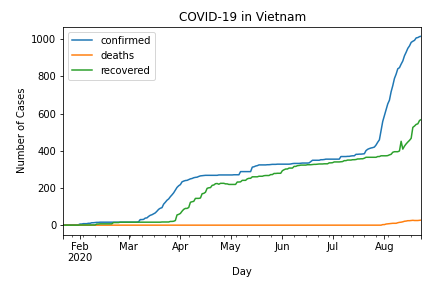 COVID-19 in Vietnam
confirmed
deaths
recovered
Number of Cases
1000
800
600
400
200
0
Feb
2020
Mar
Apr
May
Jun
Jul
Aug
Day